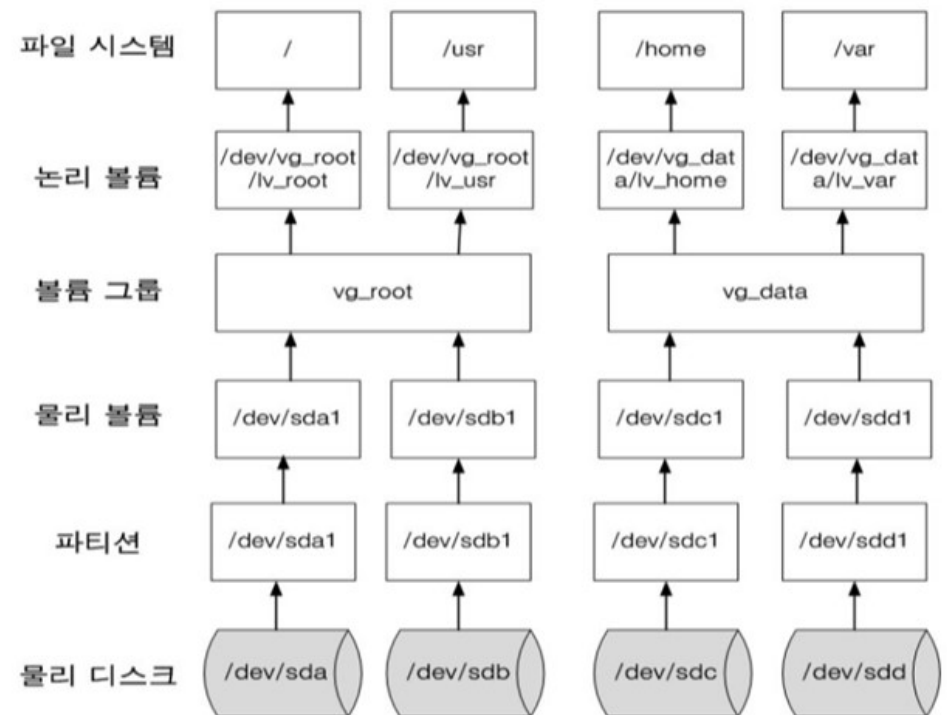 파일 시스템
/
/usr
/home
/var
논리 볼륨
/dev/vg_root
/lv_root
/dev/vg_root
/lv_usr
/dev/vg_dat
a/lv_home
/dev/vg_dat
a/lv_var
볼륨 그룹
vg_root
vg_data
물리 볼륨
/dev/sda1
/dev/sdb1
/dev/sdc1
/dev/sdd1
파티션
/dev/sda1
/dev/sdb1
/dev/sdc1
/dev/sdd1
물리 디스크
/dev/sda
/dev/sdb
/dev/sdc
/dev/sdd